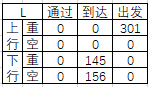 L 通过 到达 出发
上 重 0 0 301
行 空 0 0 0
下 重 0 145 0
行 空 0 156 0